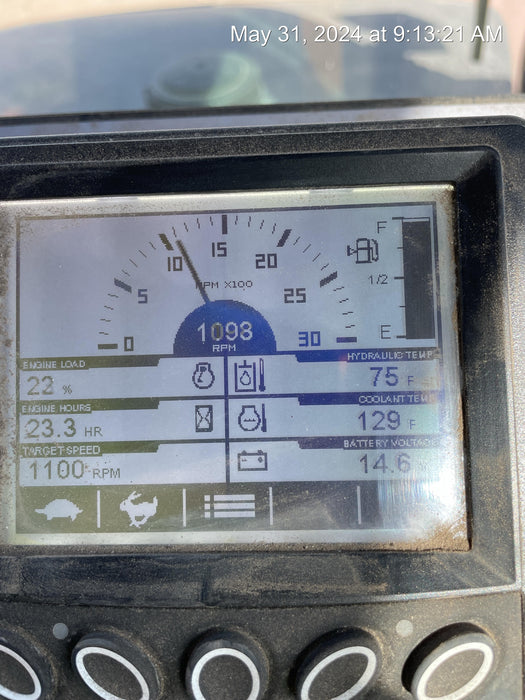 May 31, 2024 at 9:13:21 AM
0 5 10 15 20 25 30
RPM X100
1098
RPM
F
1/2
E
ENGINE LOAD
22 %
HYDRAULIC TEMP
75 F
ENGINE HOURS
23.3 HR
COOLANT TEMP
129 F
TARGET SPEED
1100 RPM
BATTERY VOLTAGE
14.6